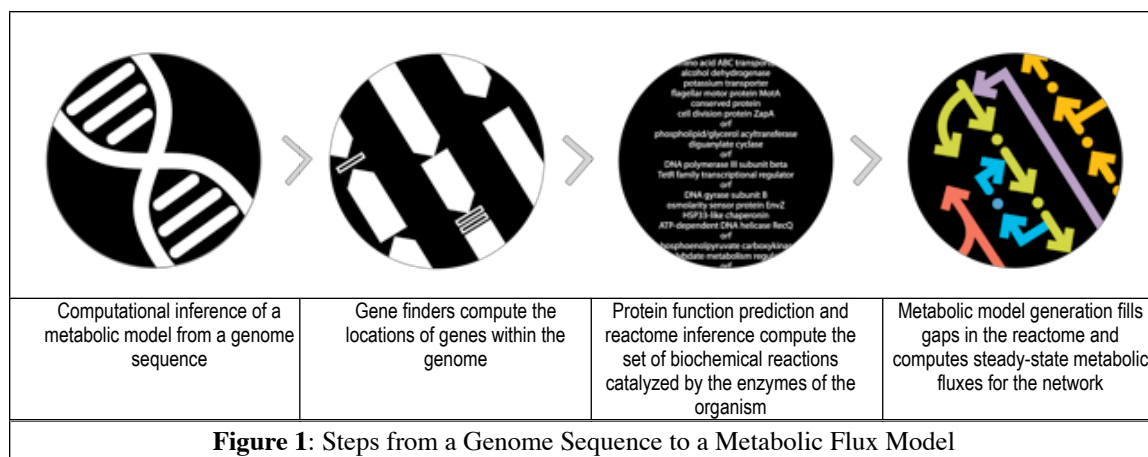 amino acid ABC transporter
alcohol dehydrogenase
potassium transporter
flagellar motor protein MotA
conserved protein
cell division protein ZapA
orf
phospholipid/glycerol acyltransferase
diguanylate cyclase
orf
DNA polymerase III subunit beta
TetR family transcriptional regulator
orf
DNA gyrase subunit B
osmolarity sensor protein EnvZ
HSP33-like chaperonin
ATP-dependent DNA helicase RecQ
orf
phosphoenolpyruvate carboxykinas
metabolism regul
orf
Computational inference of a
metabolic model from a genome
sequence
Gene finders compute the
locations of genes within the
genome
Protein function prediction and
reactome inference compute the
set of biochemical reactions
catalyzed by the enzymes of the
organism
Metabolic model generation fills
gaps in the reactome and
computes steady-state metabolic
fluxes for the network
Figure 1: Steps from a Genome Sequence to a Metabolic Flux Model